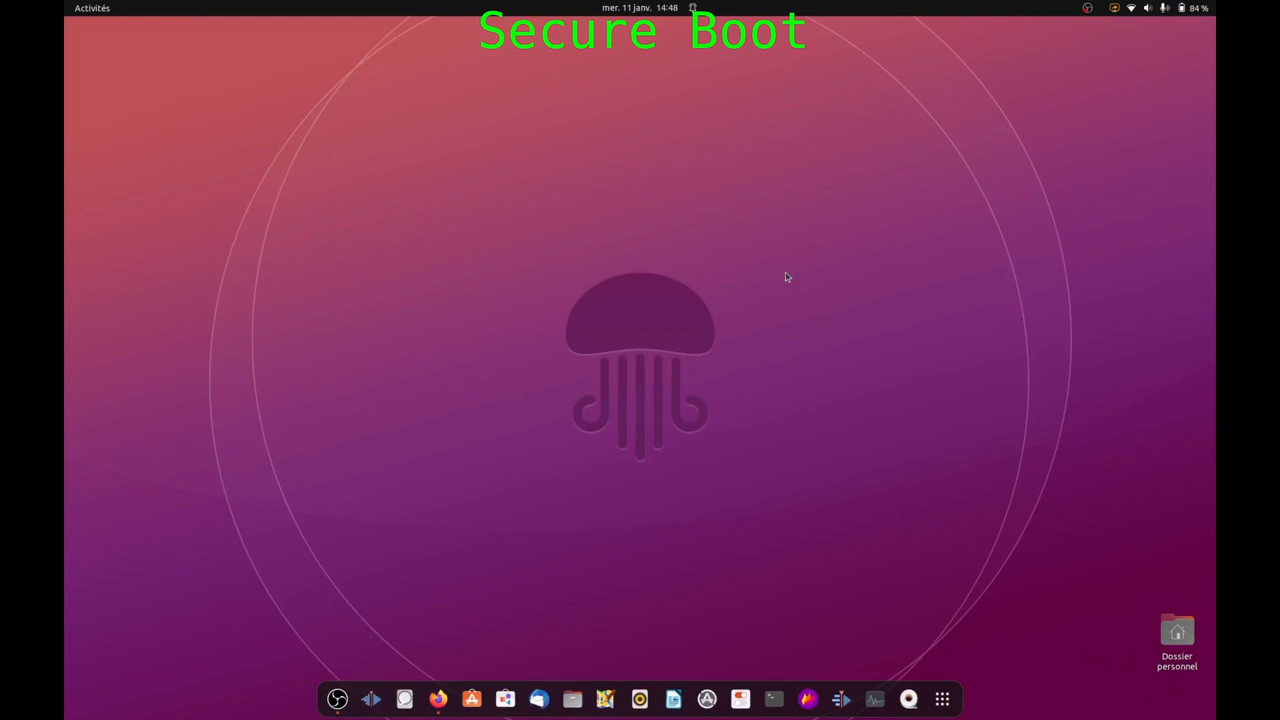 Activités
mer. 11 janv. 14:48
84 %
Secure Boot
Dossier
personnel